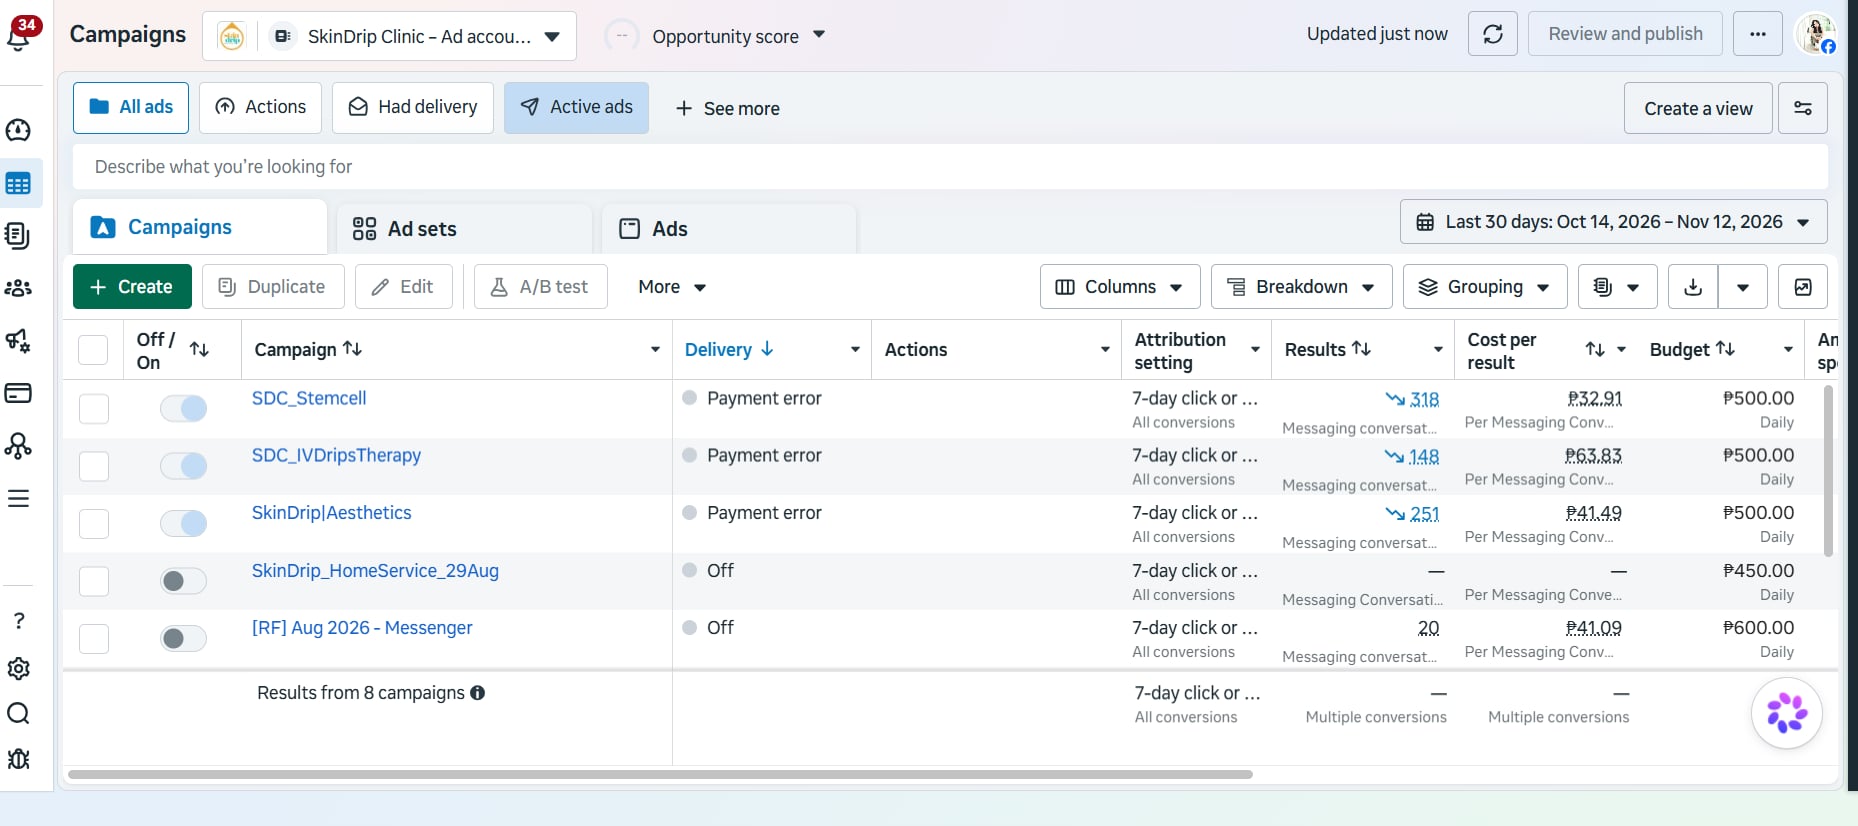 34
Campaigns
SkinDrip Clinic – Ad accou...
--
Opportunity score
Updated just now
Review and publish
All ads
Actions
Had delivery
Active ads
See more
Create a view
Describe what you're looking for
Campaigns
Ad sets
Ads
Last 30 days: Oct 14, 2026 – Nov 12, 2026
Create
Duplicate
Edit
A/B test
More
Columns
Breakdown
Grouping
Off / On
Campaign
Delivery
Actions
Attribution setting
Results
Cost per result
Budget
An
spe
SDC_Stemcell
Payment error
7-day click or ...
All conversions
318
Messaging conversat...
₱32.91
Per Messaging Conv...
₱500.00
Daily
SDC_IVDripsTherapy
Payment error
7-day click or ...
All conversions
148
Messaging conversat...
₱63.83
Per Messaging Conv...
₱500.00
Daily
SkinDrip|Aesthetics
Payment error
7-day click or ...
All conversions
251
Messaging conversat...
₱41.49
Per Messaging Conv...
₱500.00
Daily
SkinDrip_HomeService_29Aug
Off
7-day click or ...
All conversions
—
Messaging Conversati...
—
Per Messaging Conve...
₱450.00
Daily
[RF] Aug 2026 - Messenger
Off
7-day click or ...
All conversions
20
Messaging conversat...
₱41.09
Per Messaging Conv...
₱600.00
Daily
Results from 8 campaigns
7-day click or ...
All conversions
—
Multiple conversions
—
Multiple conversions